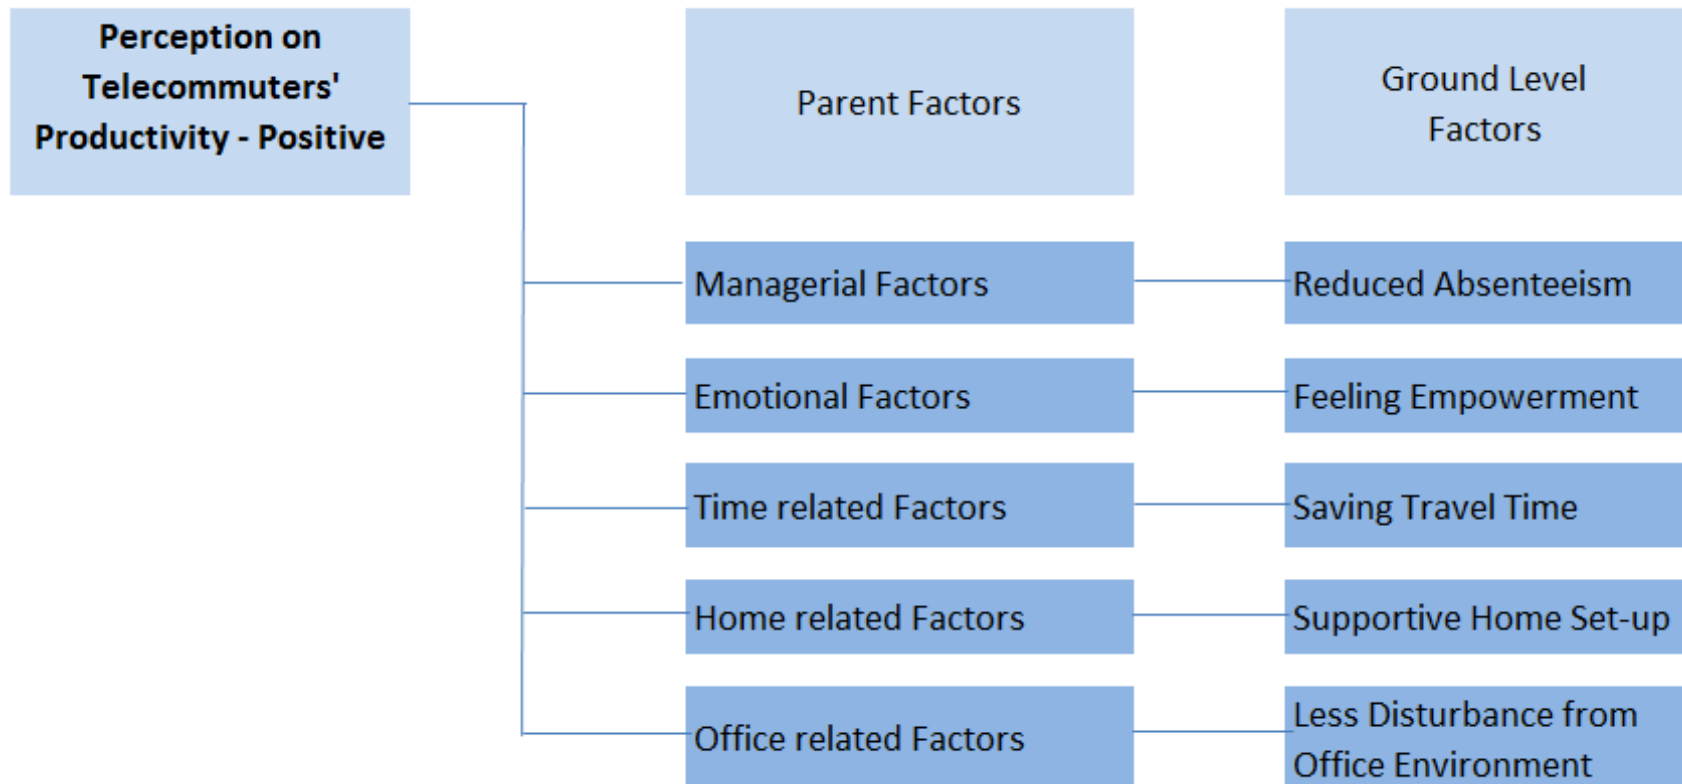 Perception on
Telecommuters'
Productivity - Positive
Parent Factors
Ground Level
Factors
Managerial Factors
Reduced Absenteeism
Emotional Factors
Feeling Empowerment
Time related Factors
Saving Travel Time
Home related Factors
Supportive Home Set-up
Office related Factors
Less Disturbance from
Office Environment